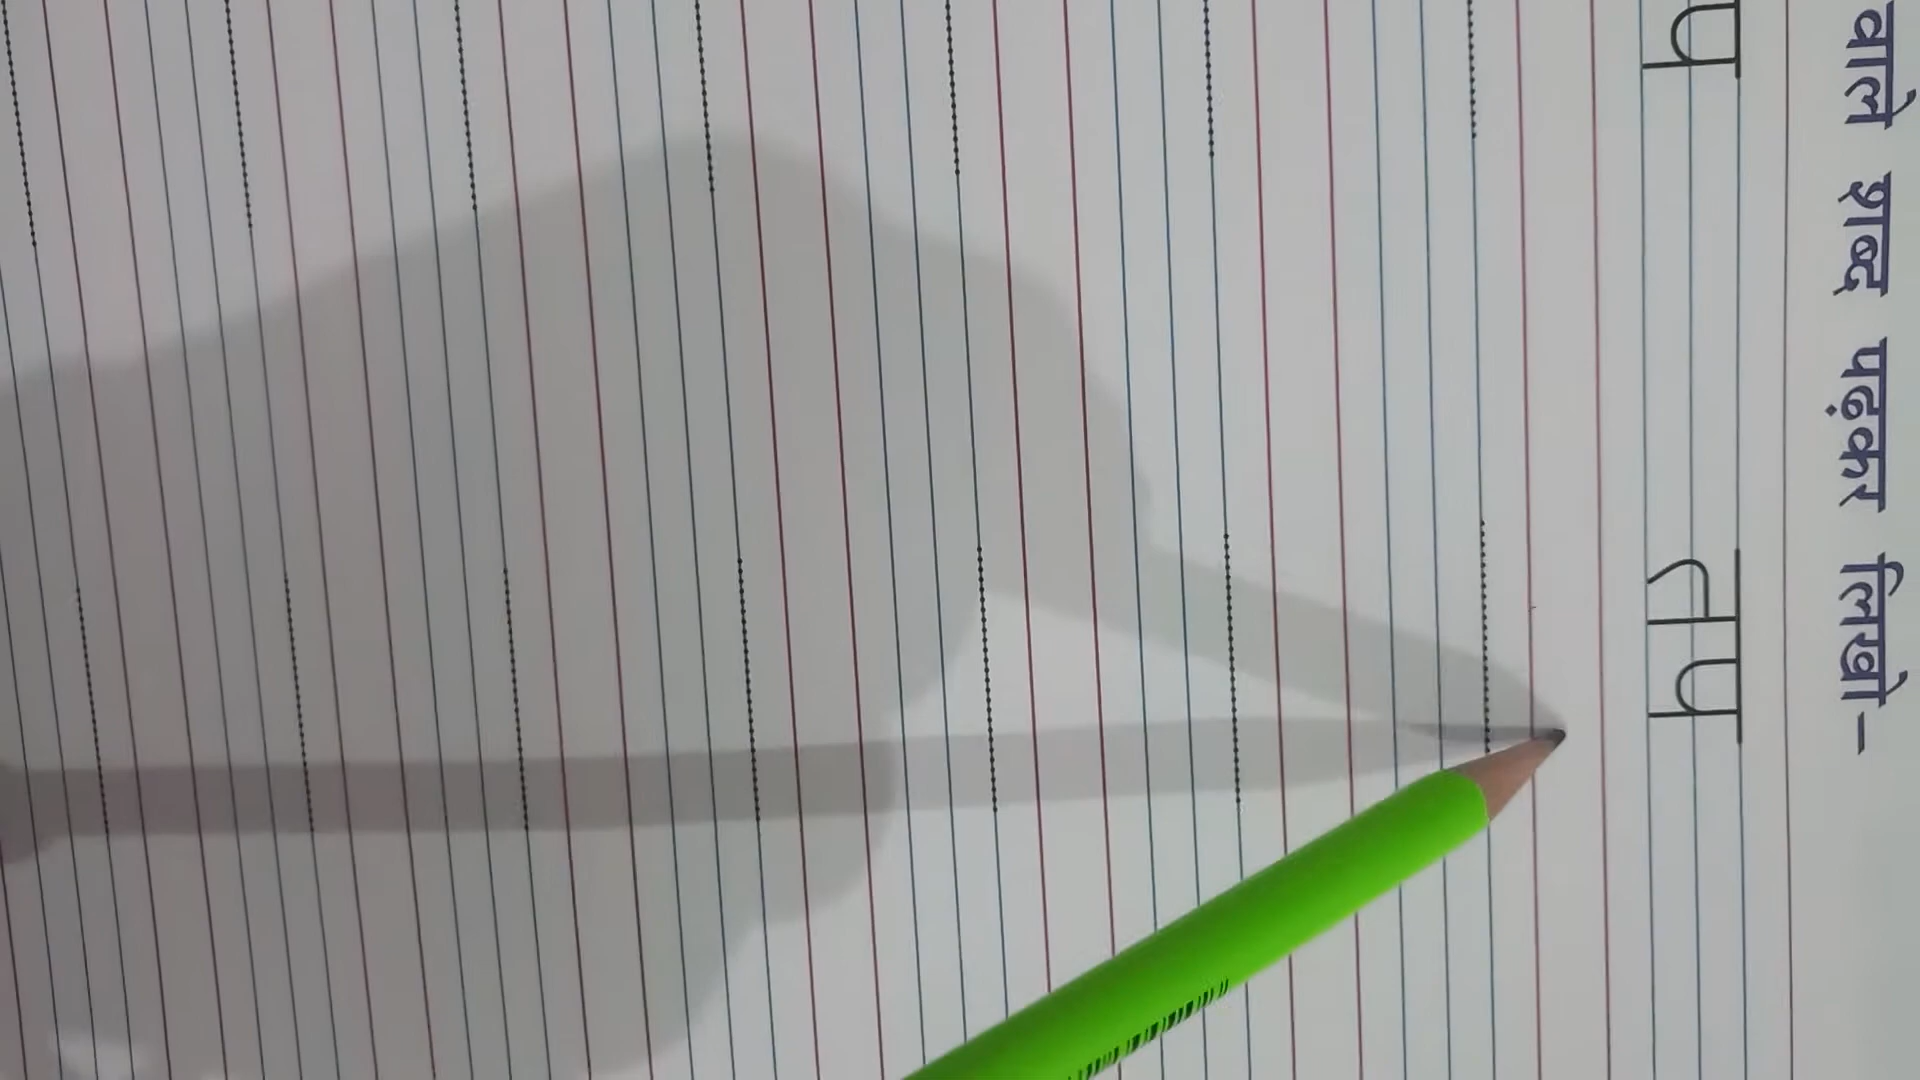 वाले शब्द पढ़कर लिखो-
प तप